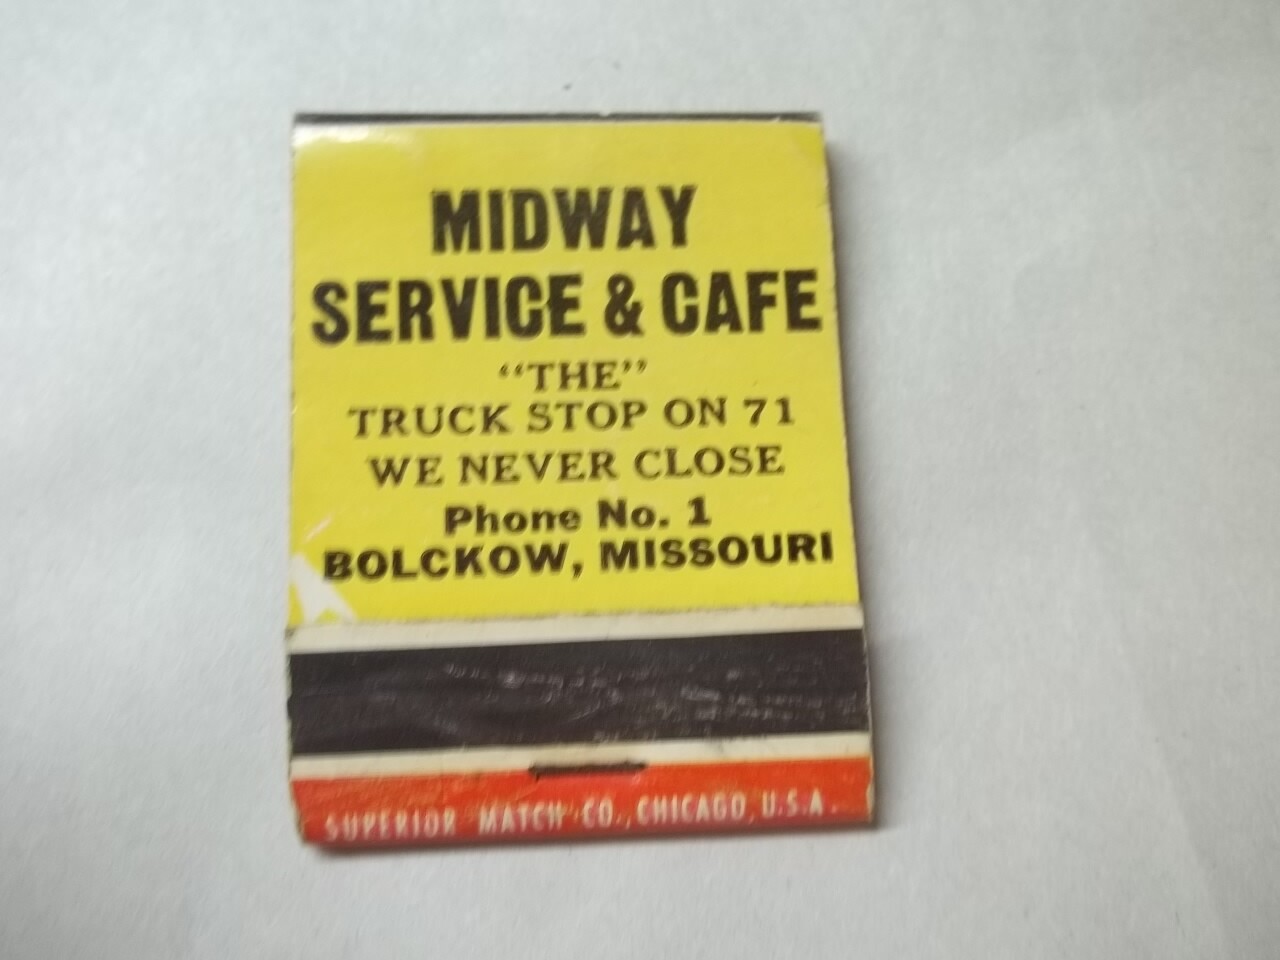 MIDWAY
SERVICE & CAFE
“THE”
TRUCK STOP ON 71
WE NEVER CLOSE
Phone No. 1
BOLCKOW, MISSOURI
SUPERIOR MATCH CO., CHICAGO, U.S.A.